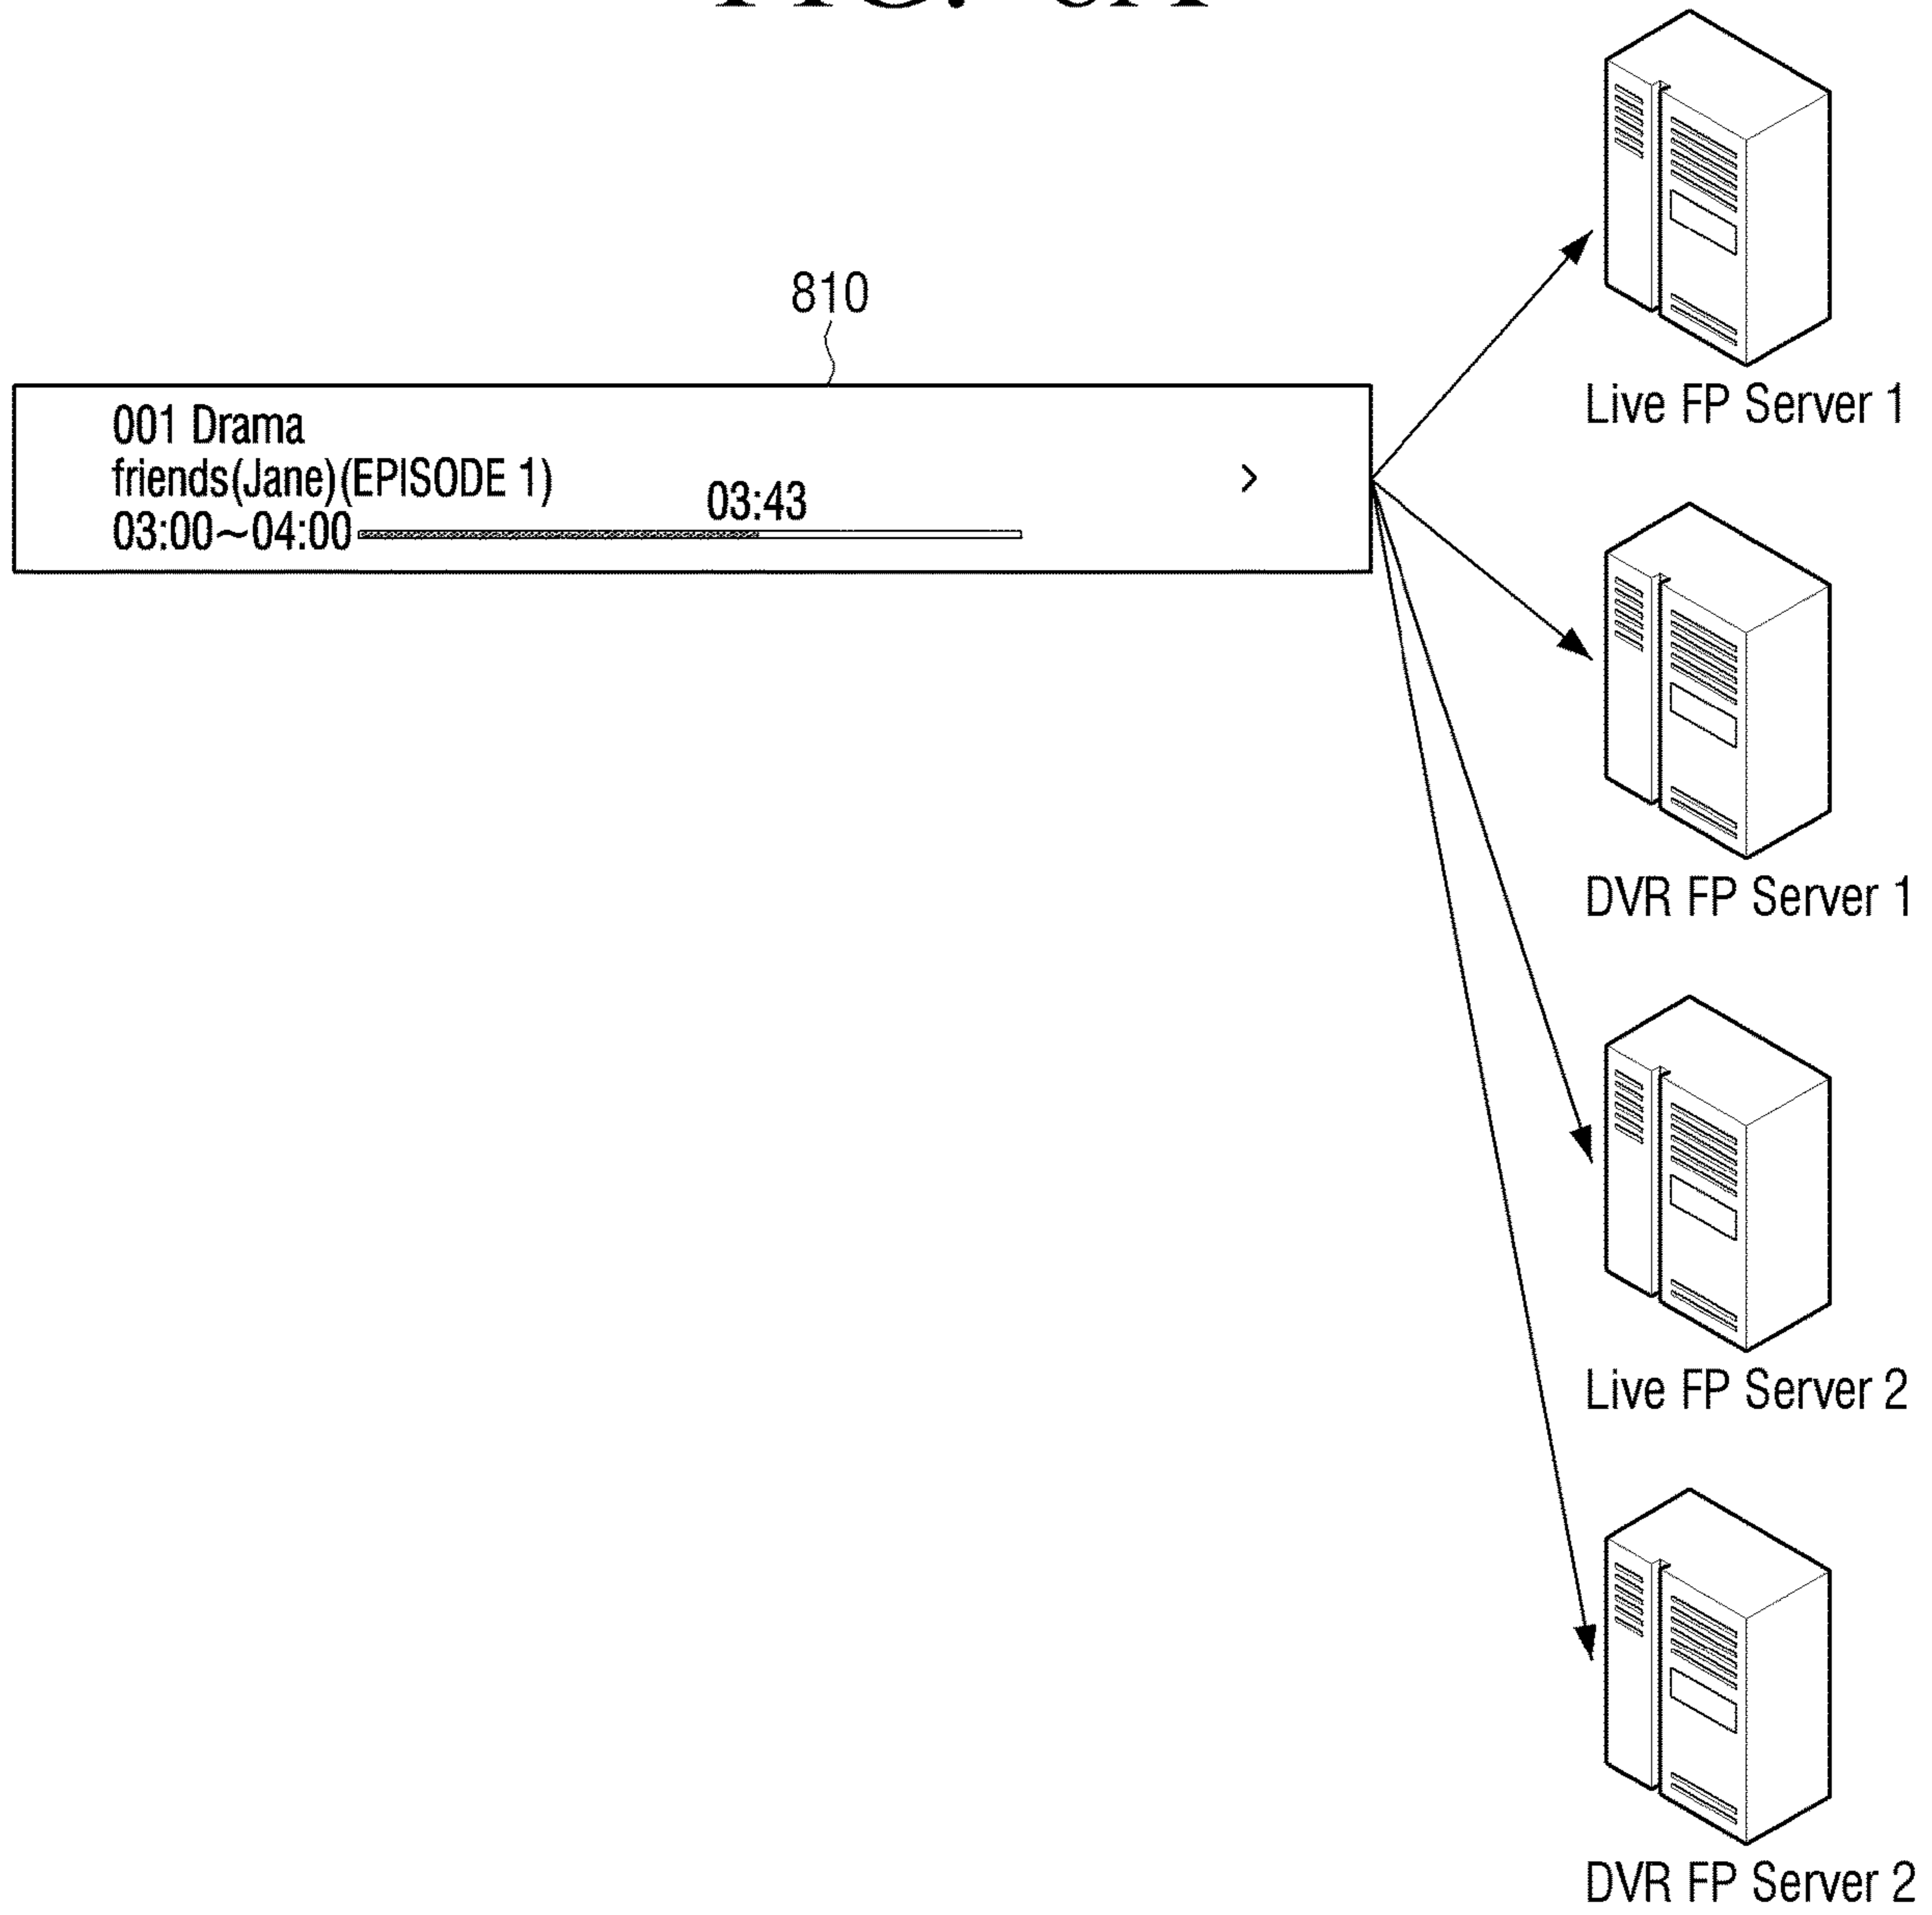 810
001 Drama
friends(Jane)(EPISODE 1)
03:43
03:00~04:00
>
Live FP Server 1
DVR FP Server 1
Live FP Server 2
DVR FP Server 2